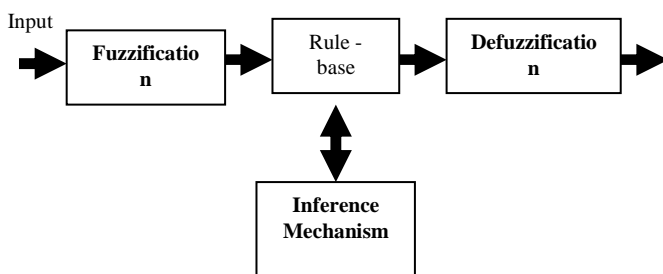 Input
Fuzzificatio
n
Rule -
base
Defuzzificatio
n
Inference
Mechanism